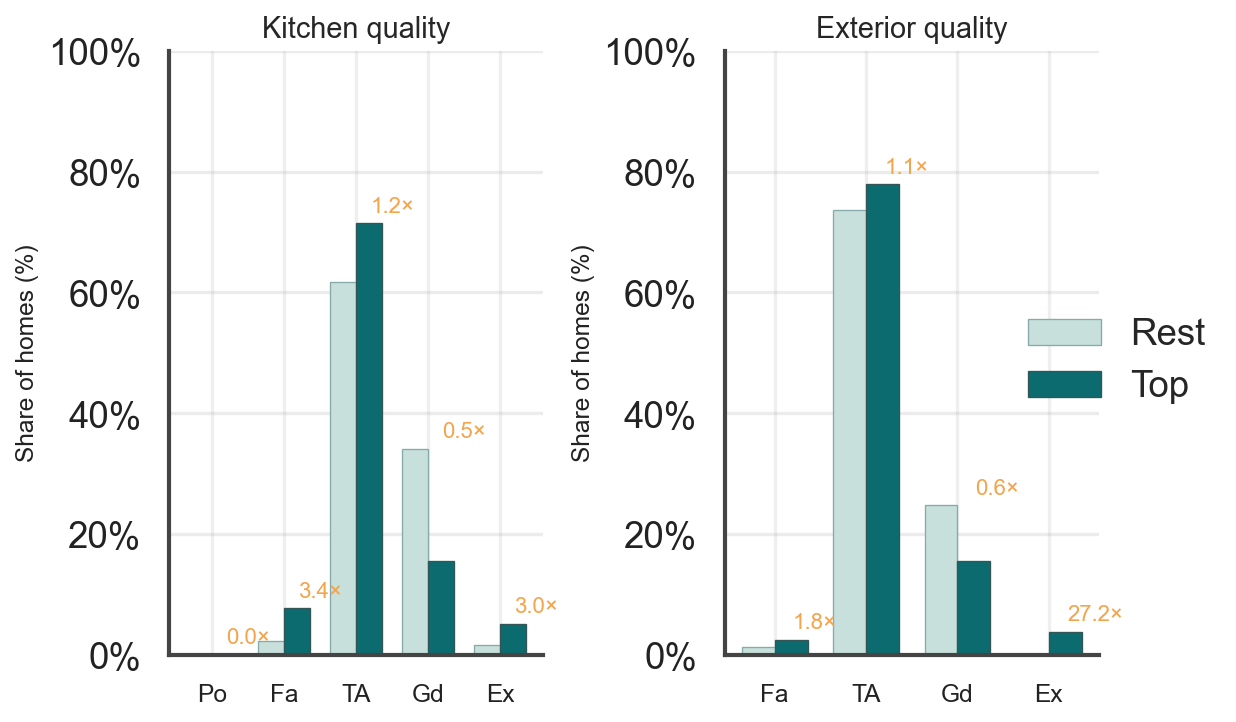 Kitchen quality
100%
80%
60%
40%
20%
0%
Share of homes (%)
0.0×
3.4×
1.2×
0.5×
3.0×
Po Fa TA Gd Ex
Exterior quality
100%
80%
60%
40%
20%
0%
Share of homes (%)
1.8×
1.1×
0.6×
27.2×
Fa TA Gd Ex
Rest
Top